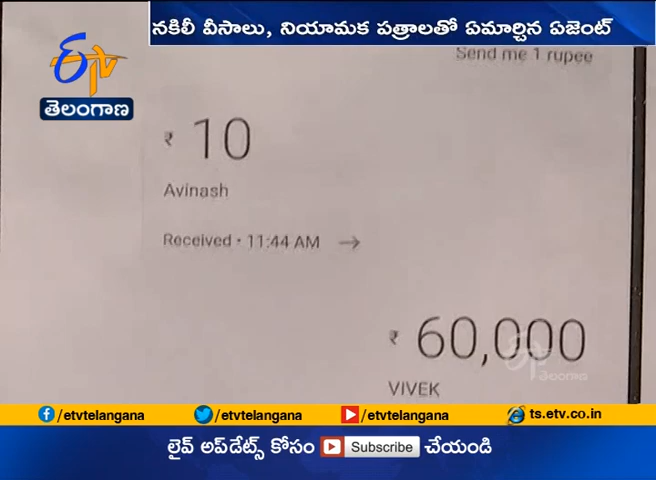 నకిలీ వీసాలు, నియామక పత్రాలతో ఏమార్చిన ఏజెంట్
Send me 1 rupee
ETV
తెలంగాణ
₹ 10
Avinash
Received • 11:44 AM →
₹ 60,000
VIVEK
తెలంగాణ
/etvtelangana /etvtelangana /etvtelangana ts.etv.co.in
లైవ్ అప్‌డేట్స్ కోసం Subscribe చేయండి